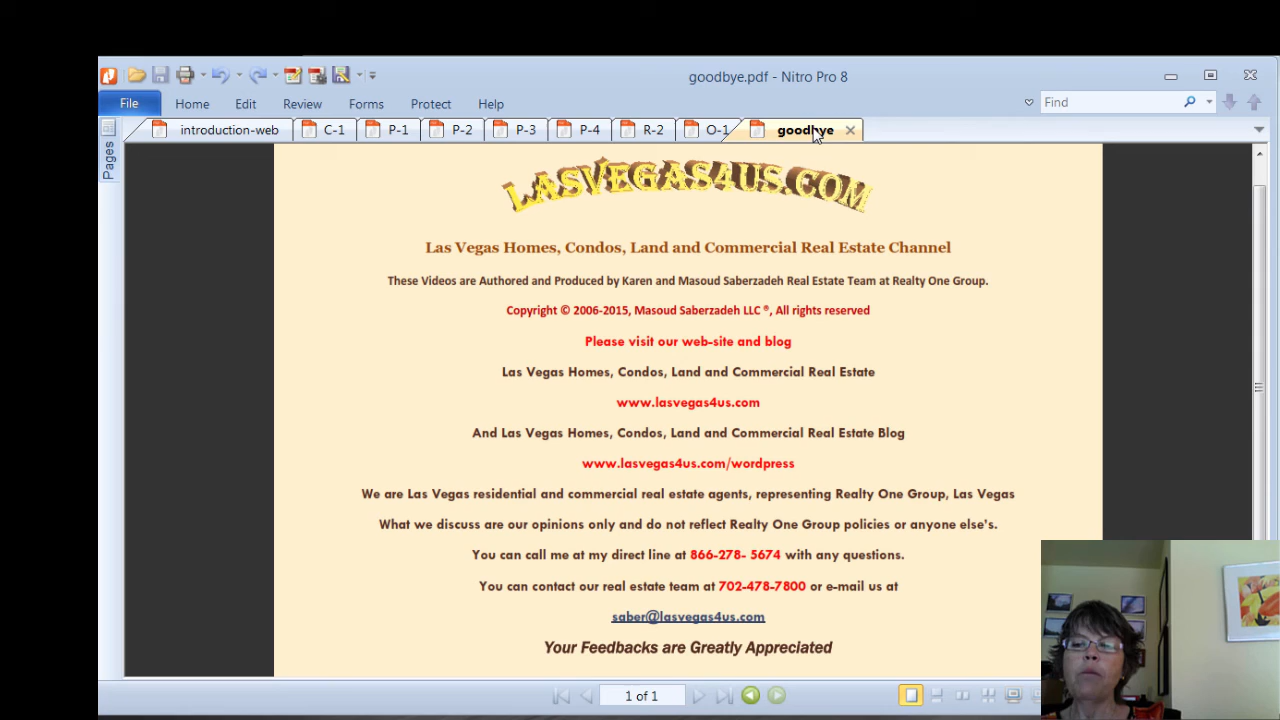 goodbye.pdf - Nitro Pro 8
File Home Edit Review Forms Protect Help Find
introduction-web C-1 P-1 P-2 P-3 P-4 R-2 O-1 goodbye
Pages
LASVEGAS4US.COM
Las Vegas Homes, Condos, Land and Commercial Real Estate Channel
These Videos are Authored and Produced by Karen and Masoud Saberzadeh Real Estate Team at Realty One Group.
Copyright © 2006-2015, Masoud Saberzadeh LLC ®, All rights reserved
Please visit our web-site and blog
Las Vegas Homes, Condos, Land and Commercial Real Estate
www.lasvegas4us.com
And Las Vegas Homes, Condos, Land and Commercial Real Estate Blog
www.lasvegas4us.com/wordpress
We are Las Vegas residential and commercial real estate agents, representing Realty One Group, Las Vegas
What we discuss are our opinions only and do not reflect Realty One Group policies or anyone else's.
You can call me at my direct line at 866-278- 5674 with any questions.
You can contact our real estate team at 702-478-7800 or e-mail us at
saber@lasvegas4us.com
Your Feedbacks are Greatly Appreciated
1 of 1